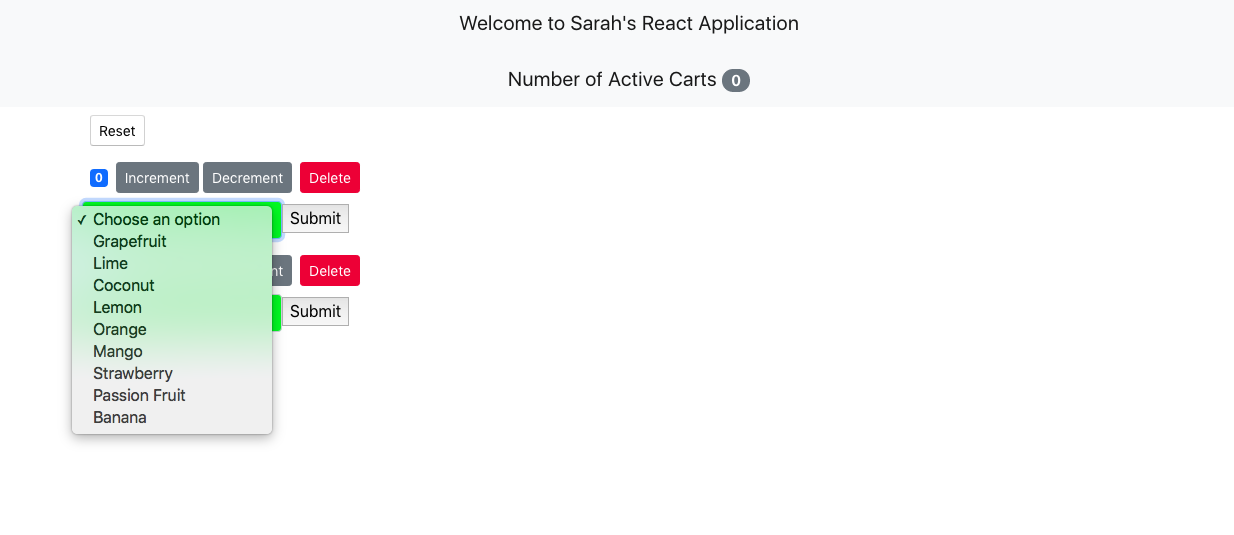 Welcome to Sarah's React Application
Number of Active Carts 0
Reset
0 Increment Decrement Delete
Submit
✓ Choose an option
Grapefruit
Lime
Coconut
Lemon
Orange
Mango
Strawberry
Passion Fruit
Banana
nt Delete
Submit